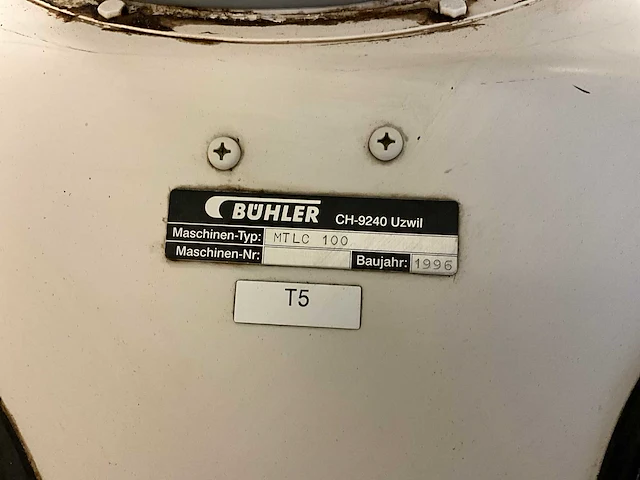 BÜHLER CH-9240 Uzwil
Maschinen-Typ: MTLC 100
Maschinen-Nr: Baujahr: 1996
T5